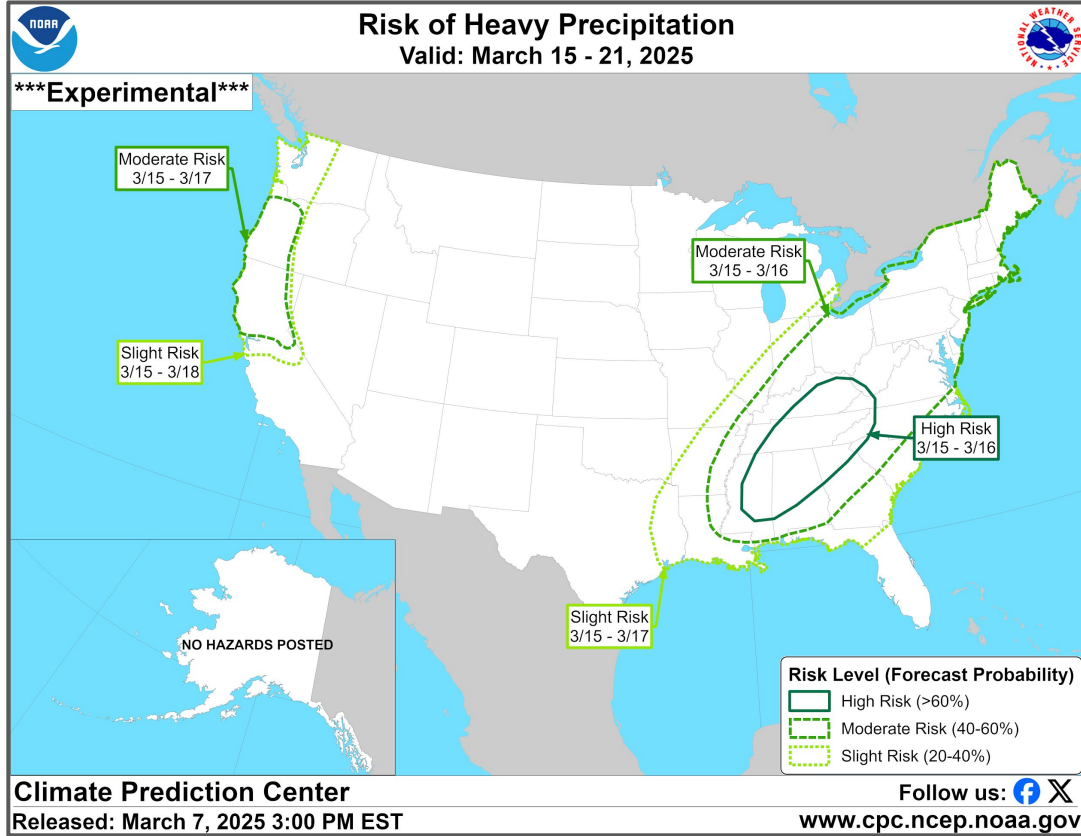 NOAA
Risk of Heavy Precipitation
Valid: March 15 - 21, 2025
NATIONAL WEATHER SERVICE
***Experimental***
Moderate Risk
3/15 - 3/17
Moderate Risk
3/15 - 3/16
Slight Risk
3/15 - 3/18
High Risk
3/15 - 3/16
Slight Risk
3/15 - 3/17
NO HAZARDS POSTED
Risk Level (Forecast Probability)
High Risk (>60%)
Moderate Risk (40-60%)
Slight Risk (20-40%)
Climate Prediction Center
Follow us:
Released: March 7, 2025 3:00 PM EST
www.cpc.ncep.noaa.gov